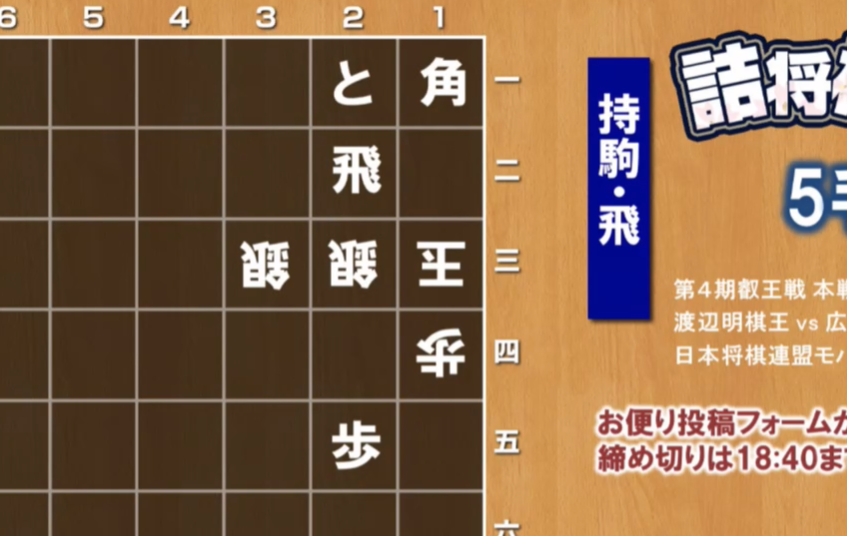 6 5 4 3 2 1
と 角 一
飛 二
銀 銀 王 三
歩 四
歩 五
六
持駒・飛
詰将
5手
第4期叡王戦 本戦
渡辺明棋王 vs 広
日本将棋連盟モバ
お便り投稿フォームか
締め切りは18:40ま